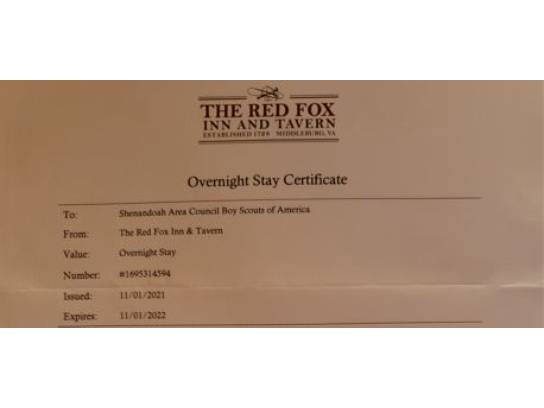 THE RED FOX
INN AND TAVERN
ESTABLISHED 1728 MIDDLEBURG, VA
Overnight Stay Certificate
To: Shenandoah Area Council Boy Scouts of America
From: The Red Fox Inn & Tavern
Value: Overnight Stay
Number: #1695314594
Issued: 11/01/2021
Expires: 11/01/2022